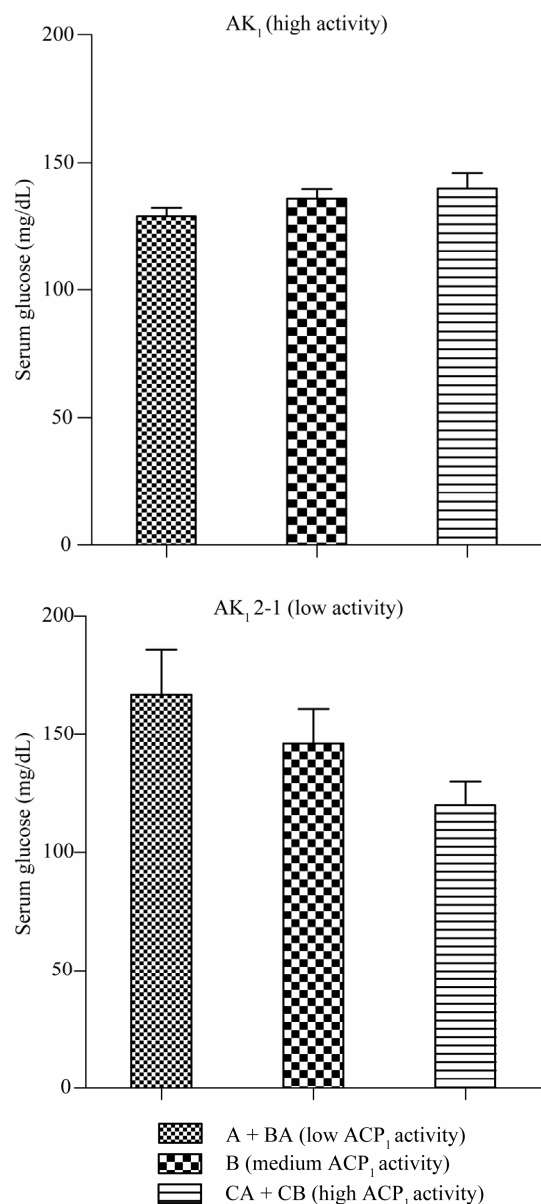 AK₁ (high activity)
200
150
100
50
0
Serum glucose (mg/dL)
AK₁ 2-1 (low activity)
200
150
100
50
0
Serum glucose (mg/dL)
A + BA (low ACP₁ activity)
B (medium ACP₁ activity)
CA + CB (high ACP₁ activity)